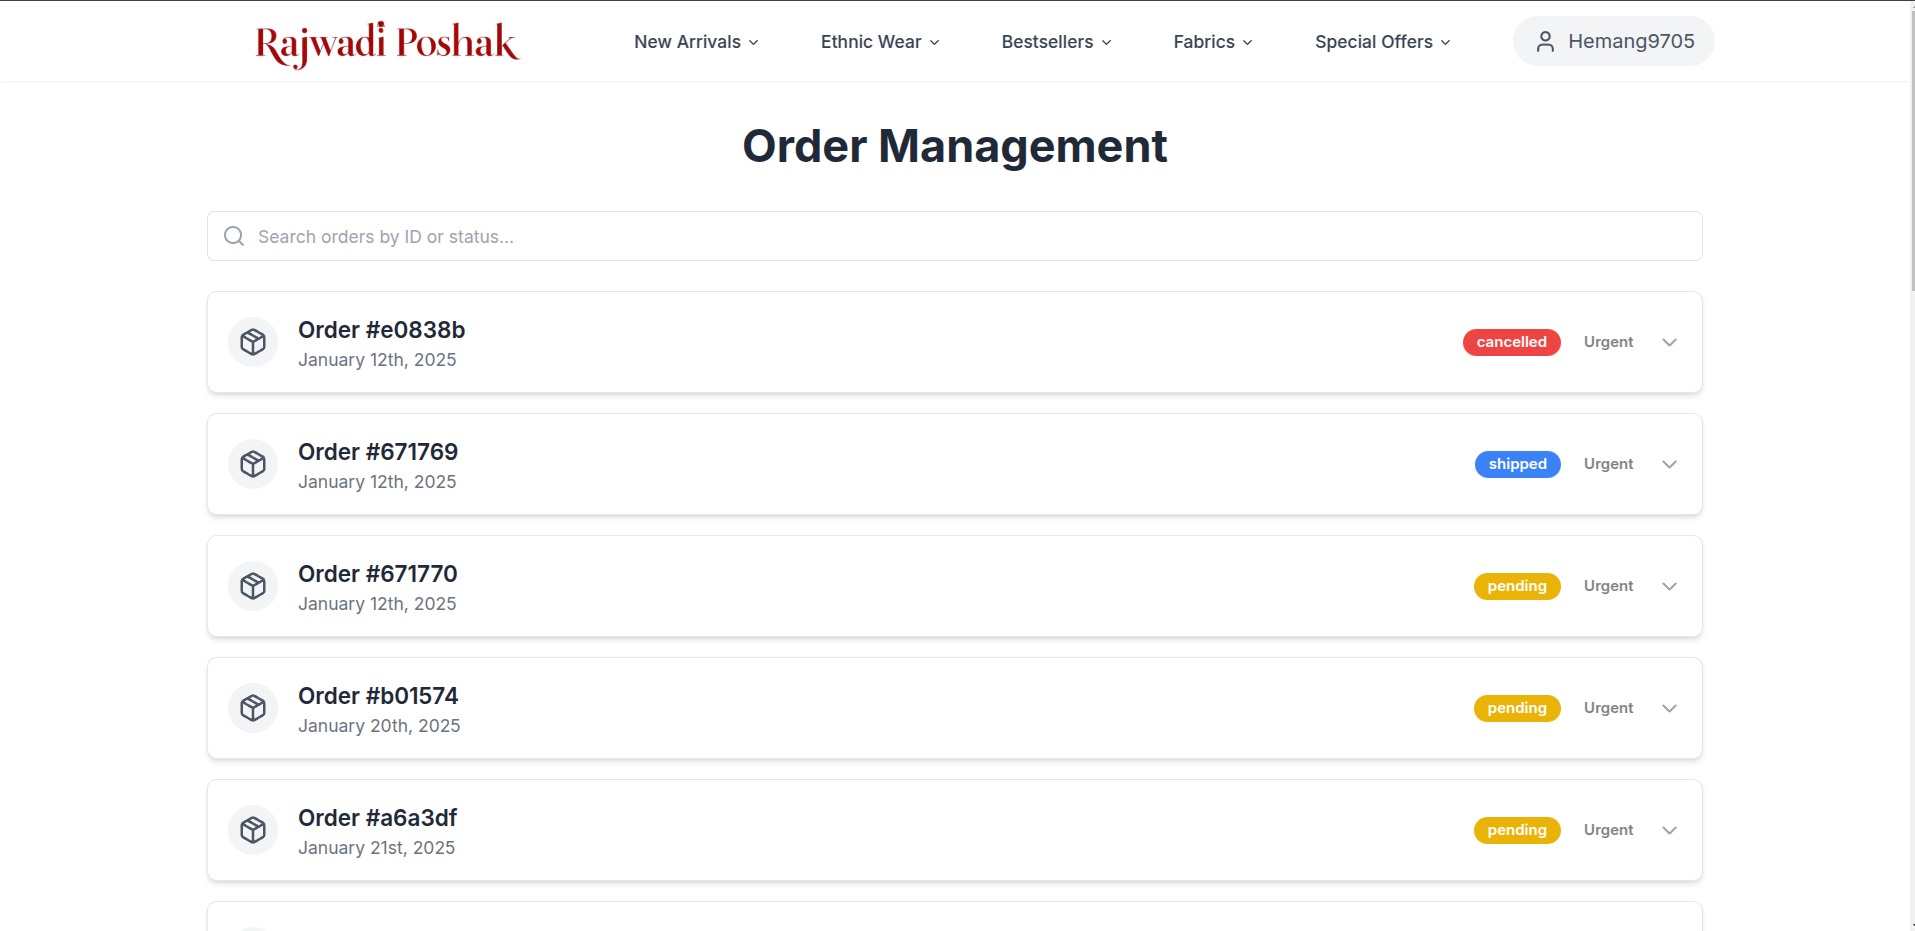 Rajwadi Poshak
New Arrivals
Ethnic Wear
Bestsellers
Fabrics
Special Offers
Hemang9705
Order Management
Search orders by ID or status...
Order #e0838b
January 12th, 2025
cancelled
Urgent
Order #671769
January 12th, 2025
shipped
Urgent
Order #671770
January 12th, 2025
pending
Urgent
Order #b01574
January 20th, 2025
pending
Urgent
Order #a6a3df
January 21st, 2025
pending
Urgent